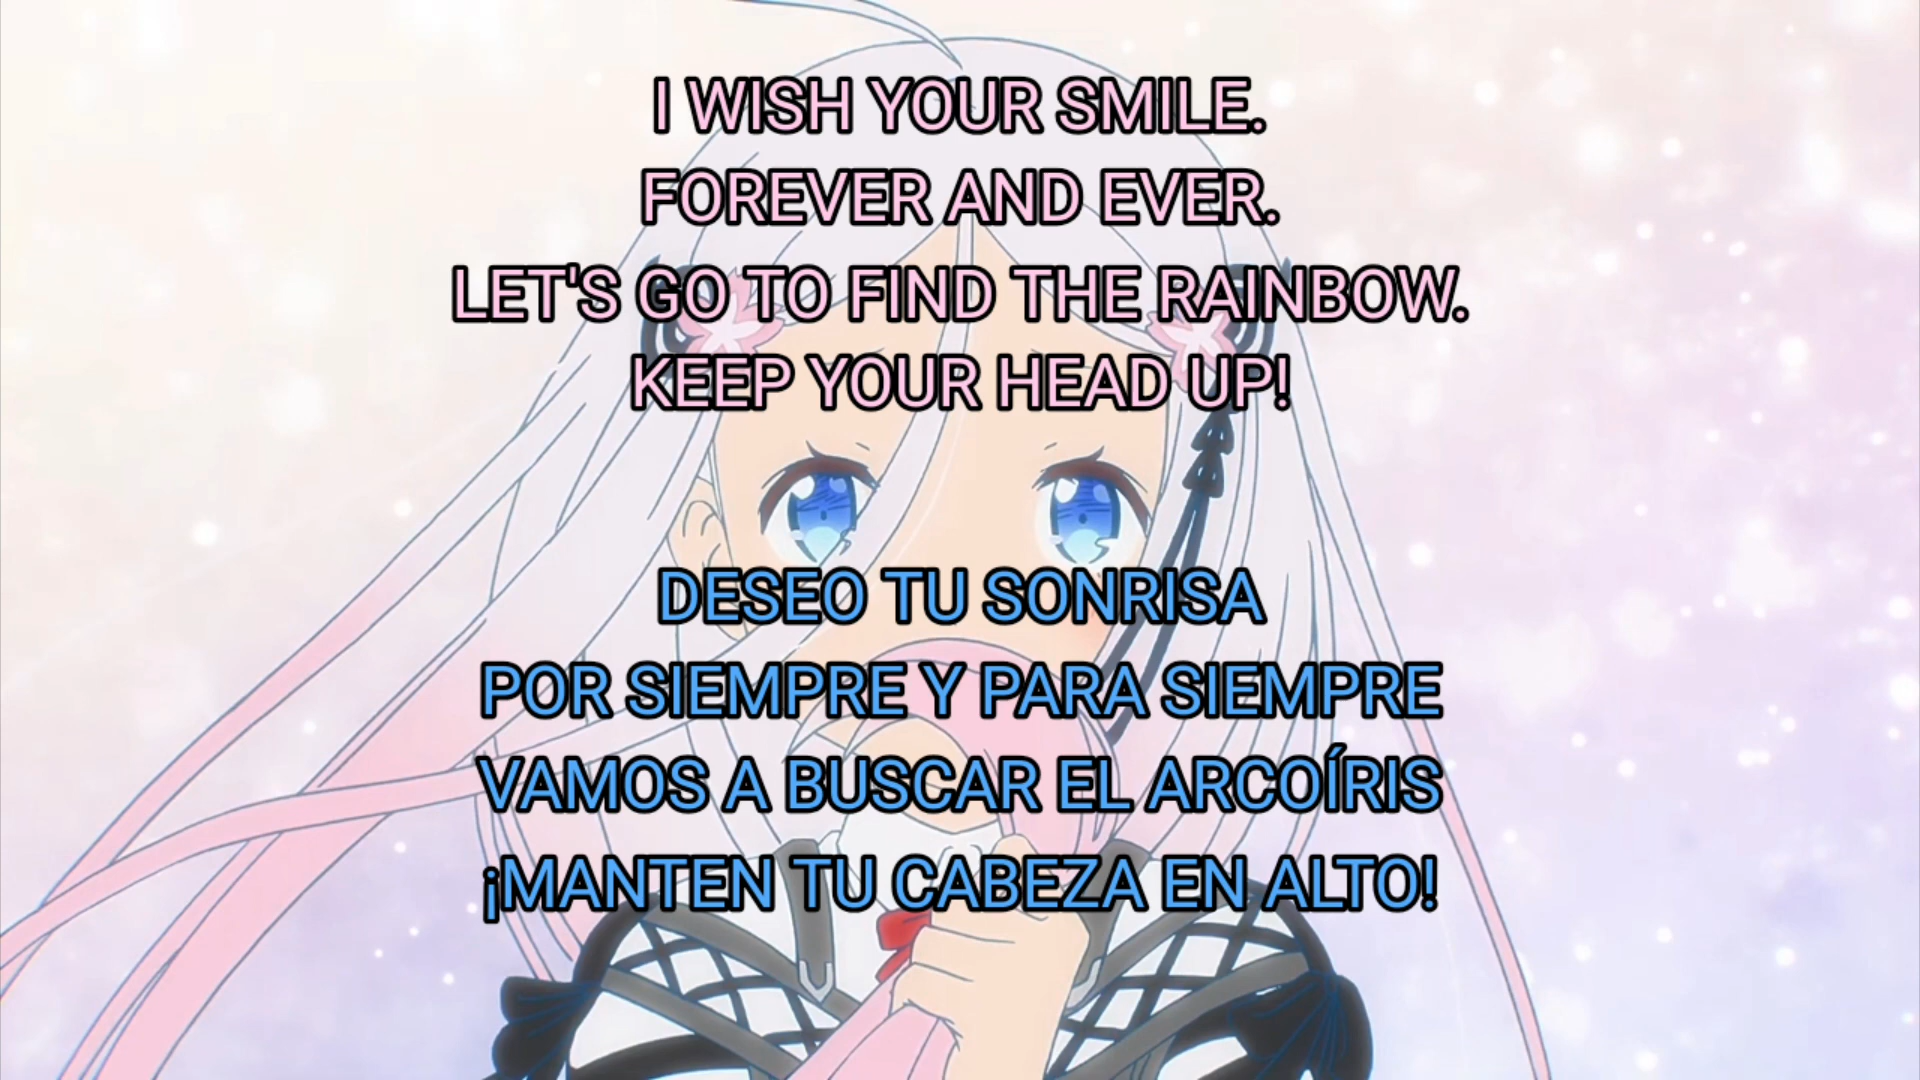 I WISH YOUR SMILE.
FOREVER AND EVER.
LET'S GO TO FIND THE RAINBOW.
KEEP YOUR HEAD UP!
DESEO TU SONRISA
POR SIEMPRE Y PARA SIEMPRE
VAMOS A BUSCAR EL ARCOÍRIS
¡MANTEN TU CABEZA EN ALTO!